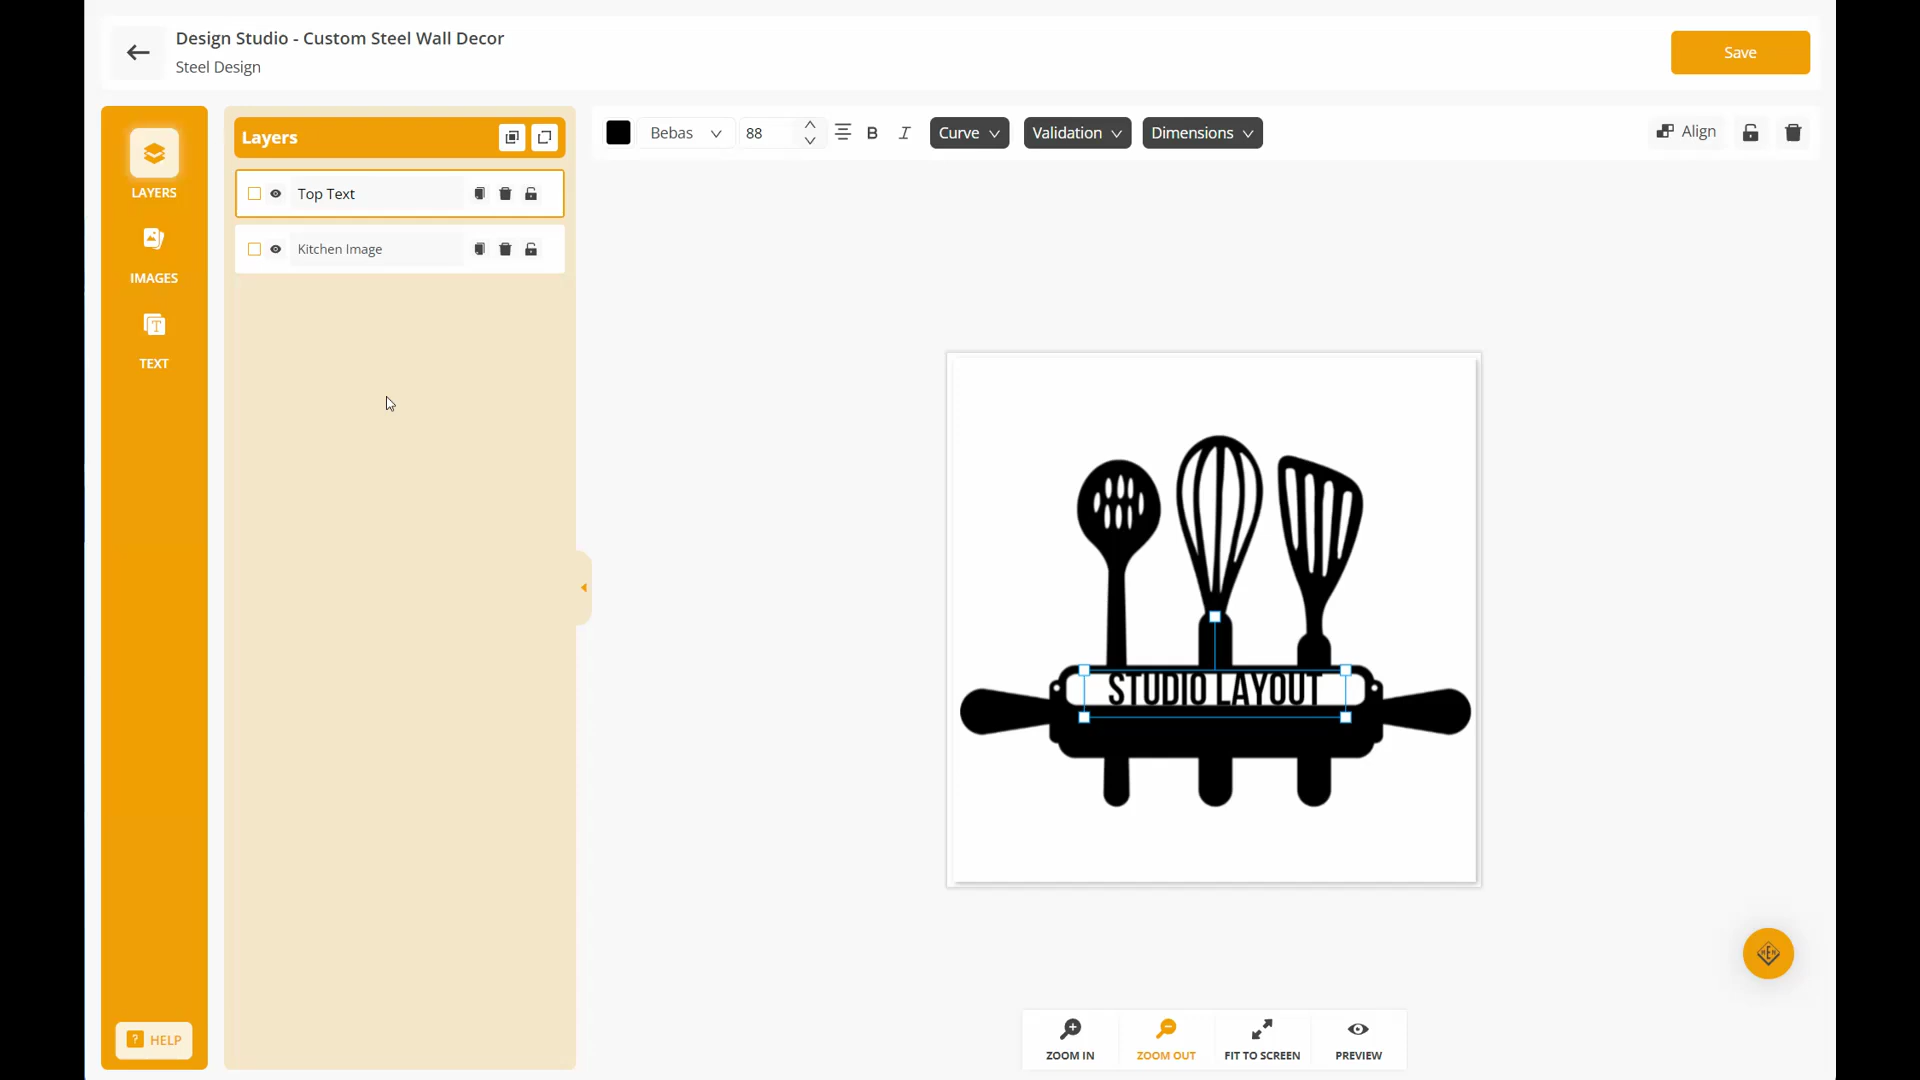 Design Studio - Custom Steel Wall Decor
Steel Design
Save
LAYERS
IMAGES
TEXT
? HELP
Layers
Top Text
Kitchen Image
Bebas
88
B I
Curve
Validation
Dimensions
Align
STUDIO LAYOUT
ZOOM IN
ZOOM OUT
FIT TO SCREEN
PREVIEW